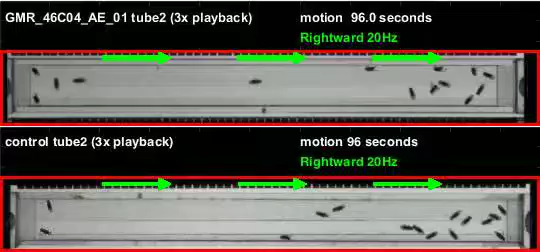 GMR_46C04_AE_01 tube2 (3x playback)
motion 96.0 seconds
Rightward 20Hz
control tube2 (3x playback)
motion 96 seconds
Rightward 20Hz